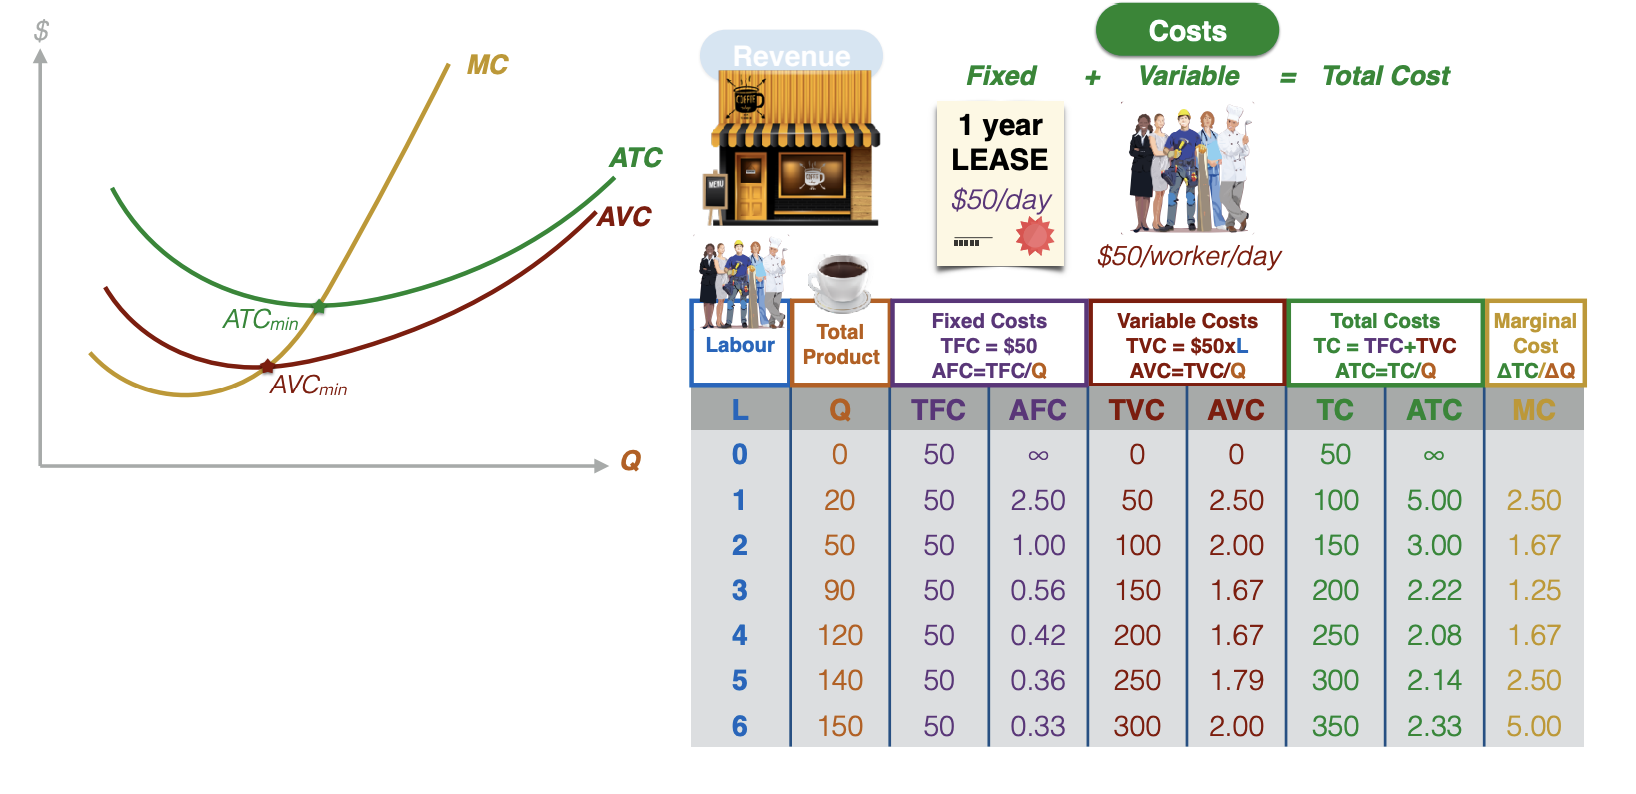 $
MC
ATC
AVC
ATCmin
AVCmin
Q
Revenue
COFFEE
MENU
Costs
Fixed + Variable = Total Cost
1 year
LEASE
$50/day
$50/worker/day
Labour
Total
Product
Fixed Costs
TFC = $50
AFC=TFC/Q
Variable Costs
TVC = $50xL
AVC=TVC/Q
Total Costs
TC = TFC+TVC
ATC=TC/Q
Marginal
Cost
ΔTC/ΔQ
L Q TFC AFC TVC AVC TC ATC MC
0 0 50 ∞ 0 0 50 ∞
1 20 50 2.50 50 2.50 100 5.00 2.50
2 50 50 1.00 100 2.00 150 3.00 1.67
3 90 50 0.56 150 1.67 200 2.22 1.25
4 120 50 0.42 200 1.67 250 2.08 1.67
5 140 50 0.36 250 1.79 300 2.14 2.50
6 150 50 0.33 300 2.00 350 2.33 5.00